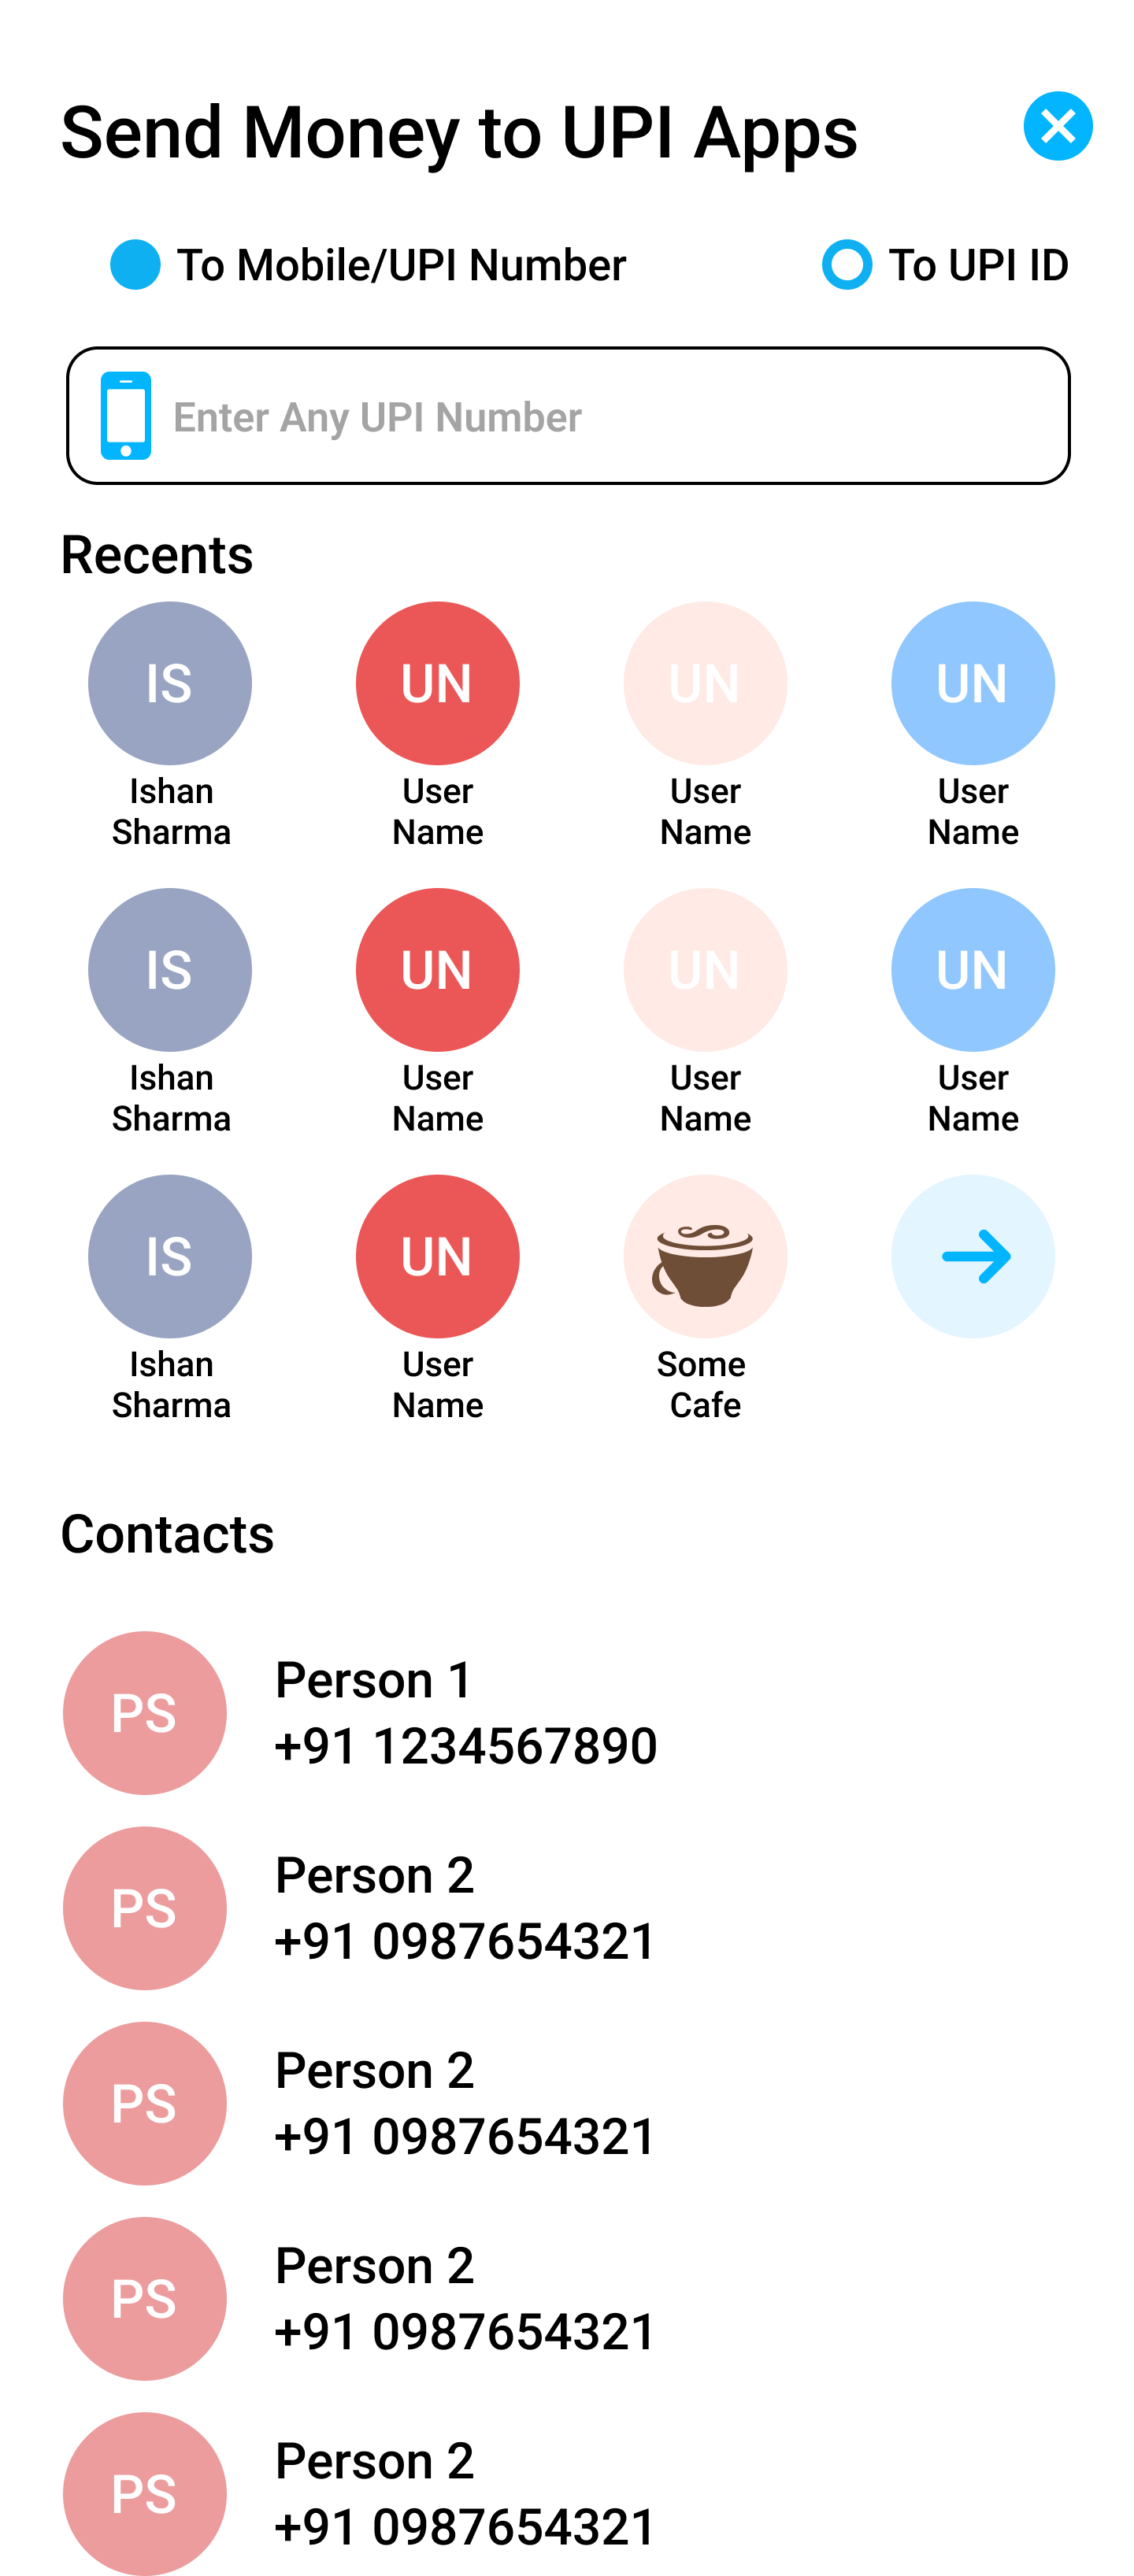 Send Money to UPI Apps
To Mobile/UPI Number To UPI ID
Enter Any UPI Number
Recents
IS UN UN UN
Ishan User User User
Sharma Name Name Name
IS UN UN UN
Ishan User User User
Sharma Name Name Name
IS UN
Ishan User Some
Sharma Name Cafe
Contacts
PS
Person 1
+91 1234567890
PS
Person 2
+91 0987654321
PS
Person 2
+91 0987654321
PS
Person 2
+91 0987654321
PS
Person 2
+91 0987654321